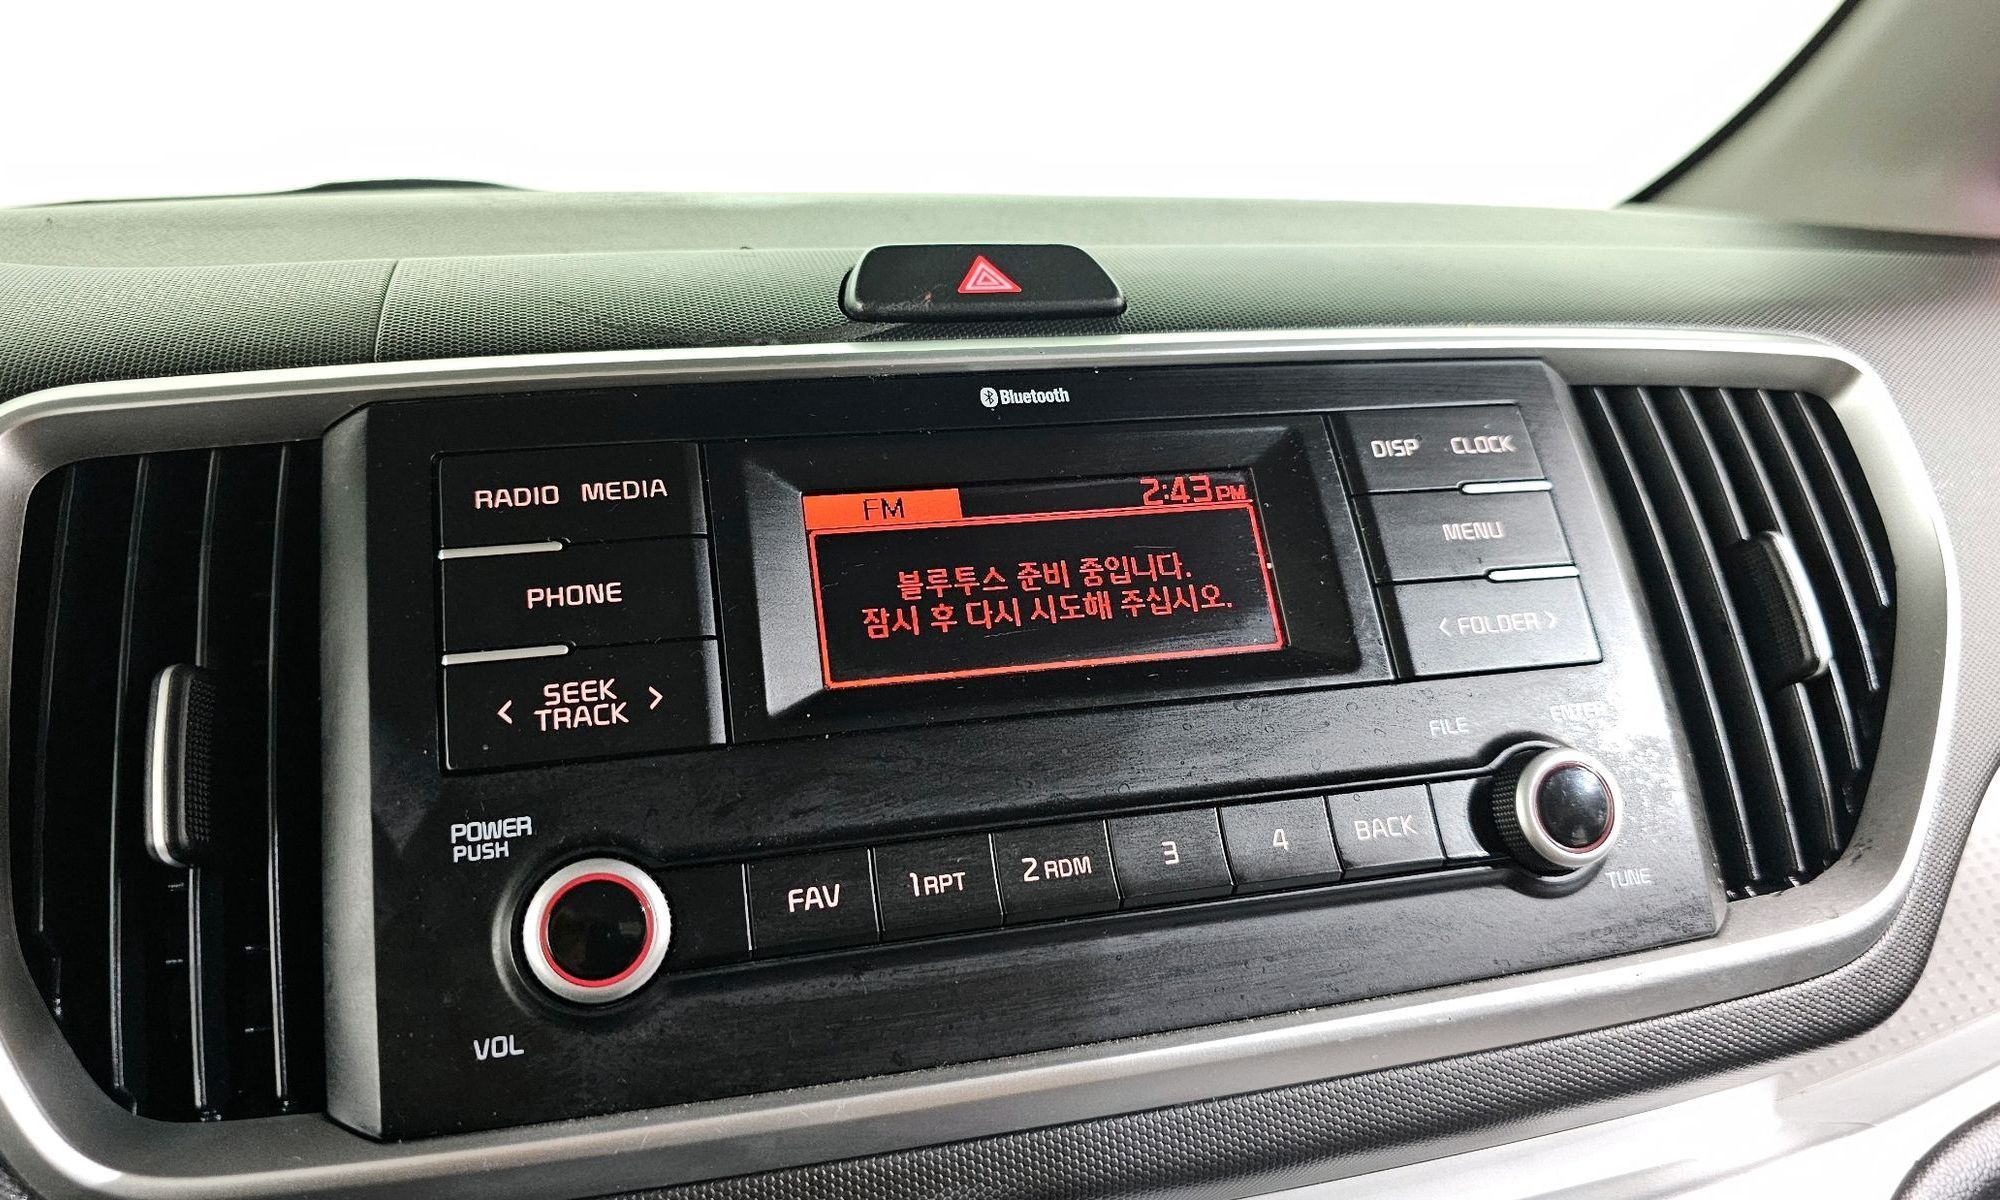 Bluetooth
RADIO MEDIA
PHONE
< SEEK TRACK >
FM 2:43 PM
블루투스 준비 중입니다.
잠시 후 다시 시도해 주십시오.
DISP CLOCK
MENU
< FOLDER >
FILE ENTER
POWER
PUSH
VOL
FAV 1 RPT 2 RDM 3 4 BACK
TUNE